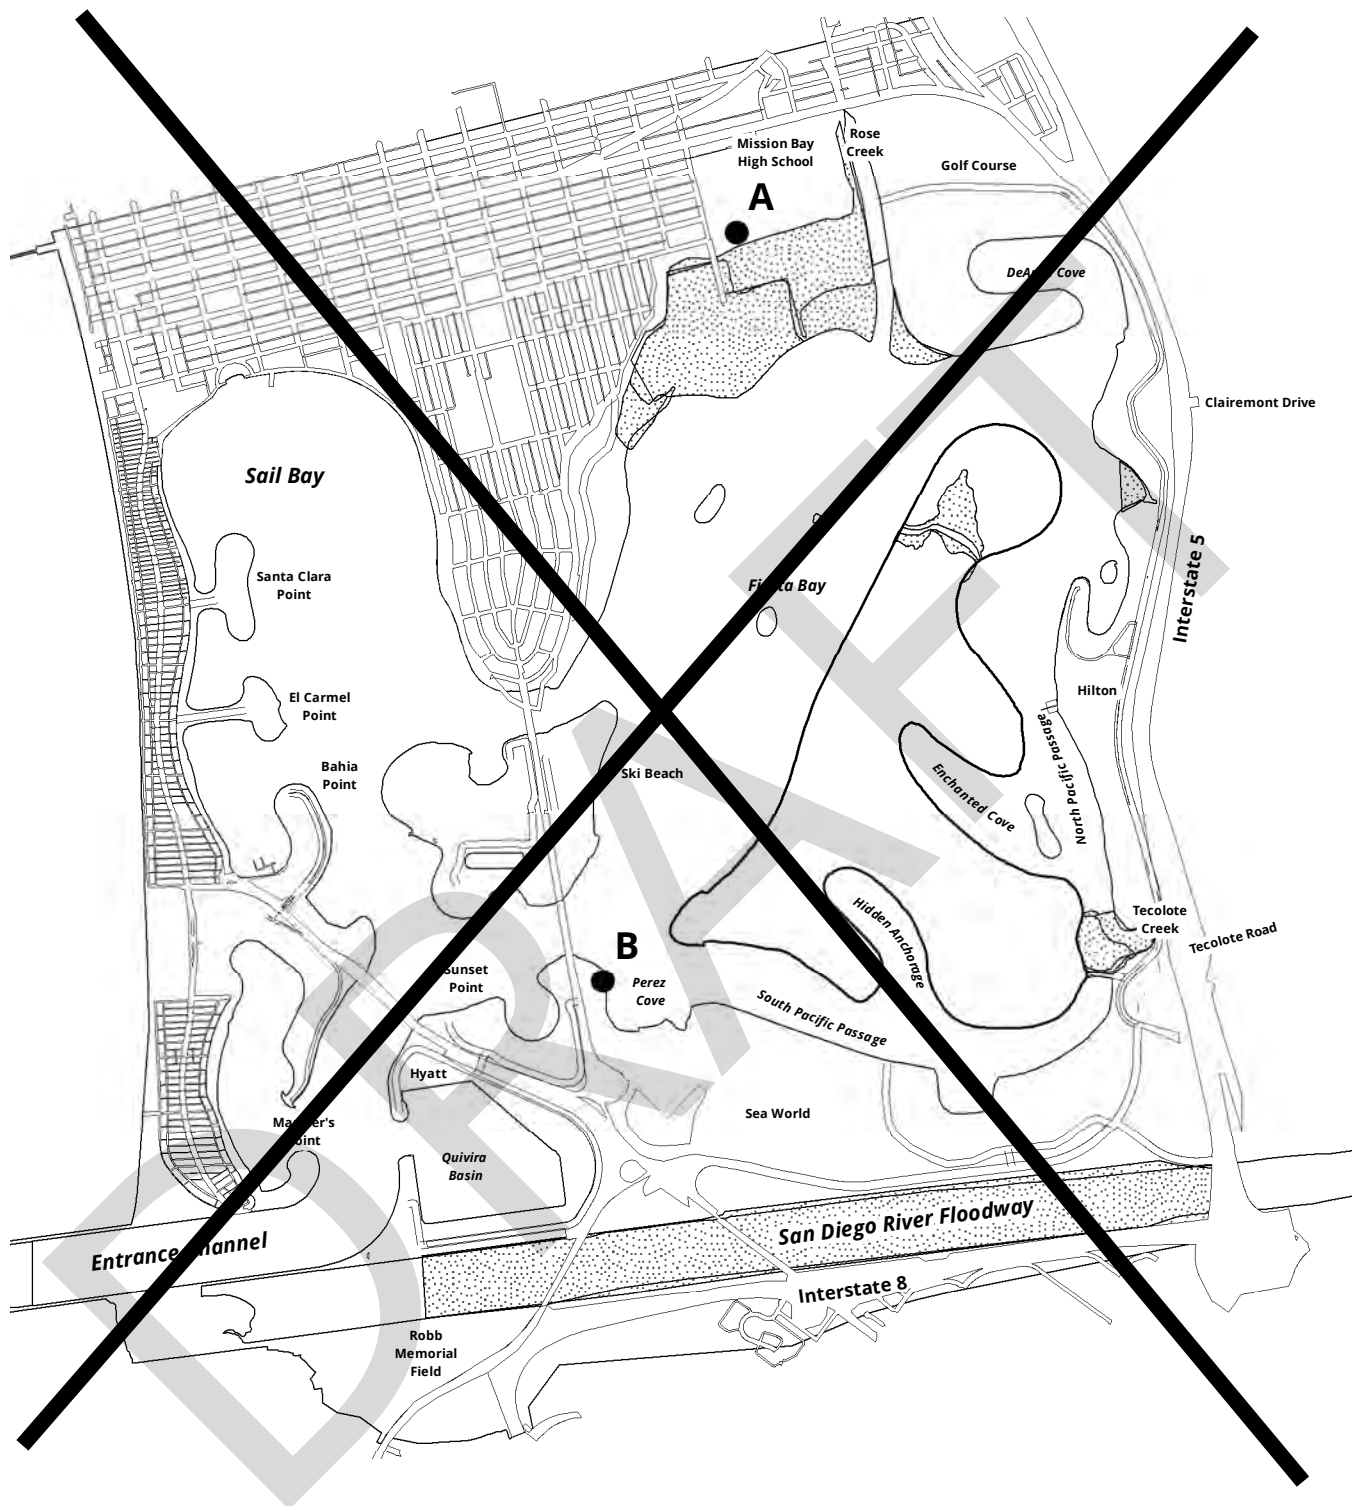 Mission Bay
High School
Rose
Creek
Golf Course
A
Cove
Clairemont Drive
Sail Bay
Interstate 5
Santa Clara
Point
Bay
Hilton
El Carmel
Point
North Pacific Passage
Bahia
Point
Ski Beach
Enchanted Cove
Hidden Anchorage
Tecolote
Creek
Tecolote Road
B
Sunset
Point
Perez
Cove
South Pacific Passage
Hyatt
Sea World
Point
Quivira
Basin
San Diego River Floodway
Entrance Channel
Interstate 8
Robb
Memorial
Field
DRAFT